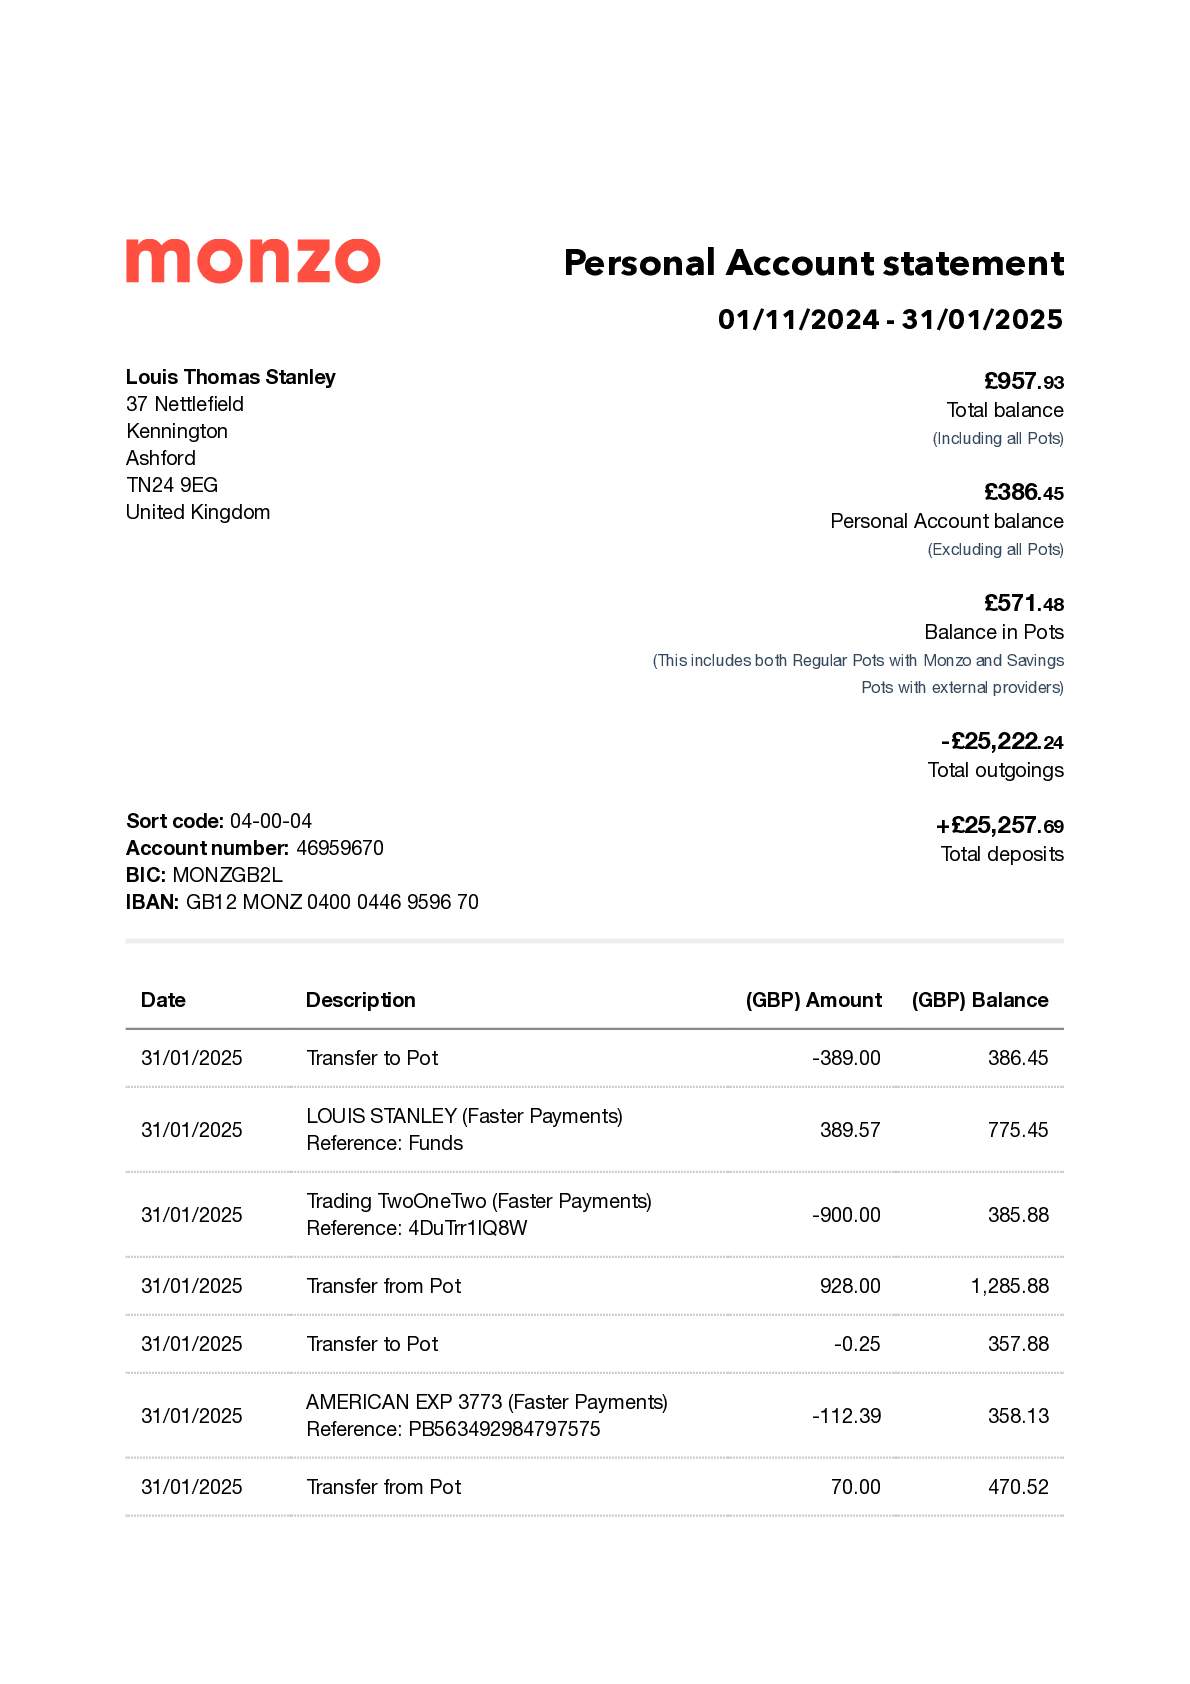 monzo
Personal Account statement
01/11/2024 - 31/01/2025
Louis Thomas Stanley
37 Nettlefield
Kennington
Ashford
TN24 9EG
United Kingdom
£957.93
Total balance
(Including all Pots)
£386.45
Personal Account balance
(Excluding all Pots)
£571.48
Balance in Pots
(This includes both Regular Pots with Monzo and Savings
Pots with external providers)
-£25,222.24
Total outgoings
+£25,257.69
Total deposits
Sort code: 04-00-04
Account number: 46959670
BIC: MONZGB2L
IBAN: GB12 MONZ 0400 0446 9596 70
Date Description (GBP) Amount (GBP) Balance
31/01/2025 Transfer to Pot -389.00 386.45
LOUIS STANLEY (Faster Payments)
31/01/2025 389.57 775.45
Reference: Funds
Trading TwoOneTwo (Faster Payments)
31/01/2025 -900.00 385.88
Reference: 4DuTrr1IQ8W
31/01/2025 Transfer from Pot 928.00 1,285.88
31/01/2025 Transfer to Pot -0.25 357.88
AMERICAN EXP 3773 (Faster Payments)
31/01/2025 -112.39 358.13
Reference: PB563492984797575
31/01/2025 Transfer from Pot 70.00 470.52